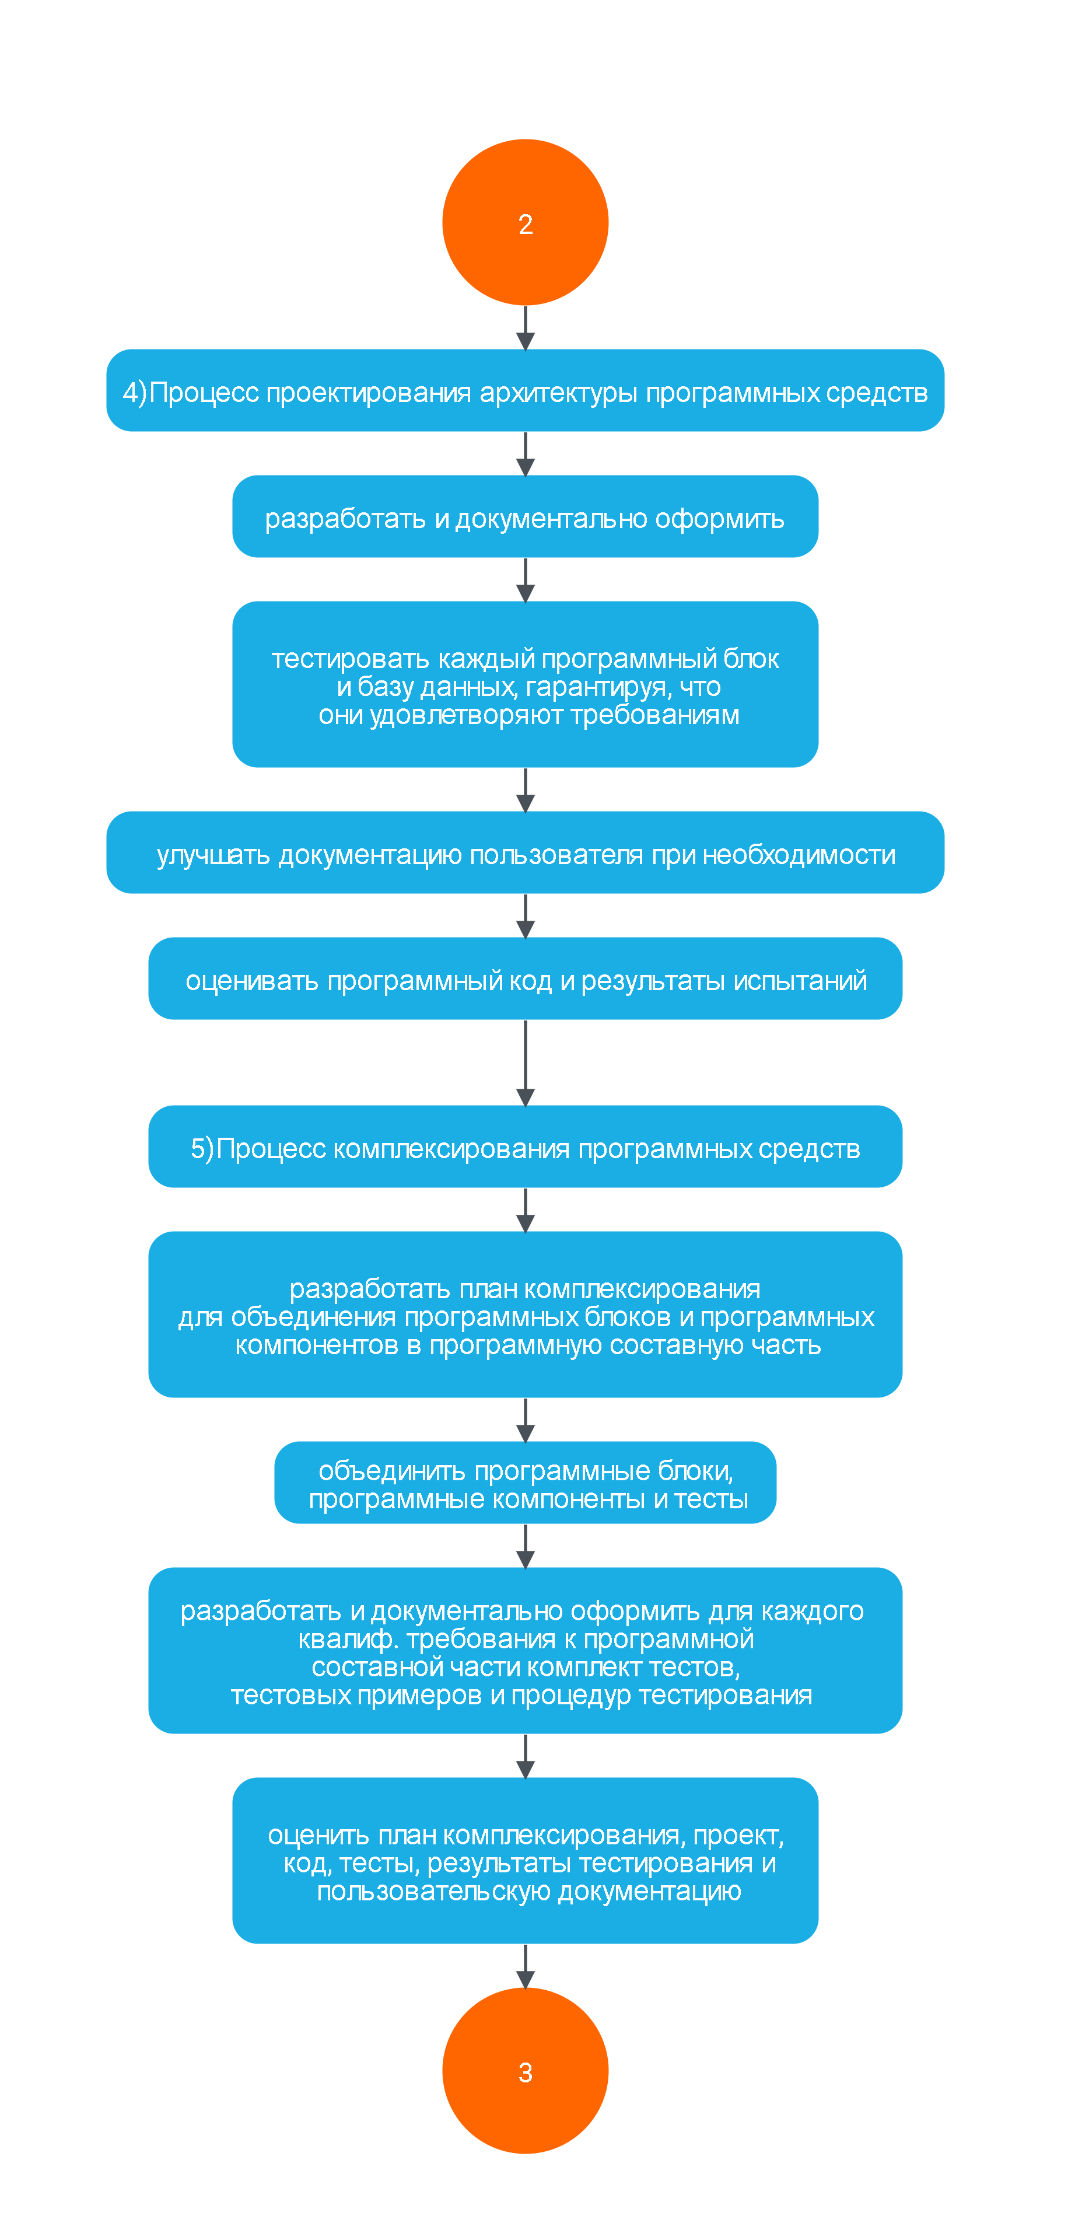 2
4)Процесс проектирования архитектуры программных средств
разработать и документально оформить
тестировать каждый программный блок
и базу данных, гарантируя, что
они удовлетворяют требованиям
улучшать документацию пользователя при необходимости
оценивать программный код и результаты испытаний
5)Процесс комплексирования программных средств
разработать план комплексирования
для объединения программных блоков и программных
компонентов в программную составную часть
объединить программные блоки,
программные компоненты и тесты
разработать и документально оформить для каждого
квалиф. требования к программной
составной части комплект тестов,
тестовых примеров и процедур тестирования
оценить план комплексирования, проект,
код, тесты, результаты тестирования и
пользовательскую документацию
3